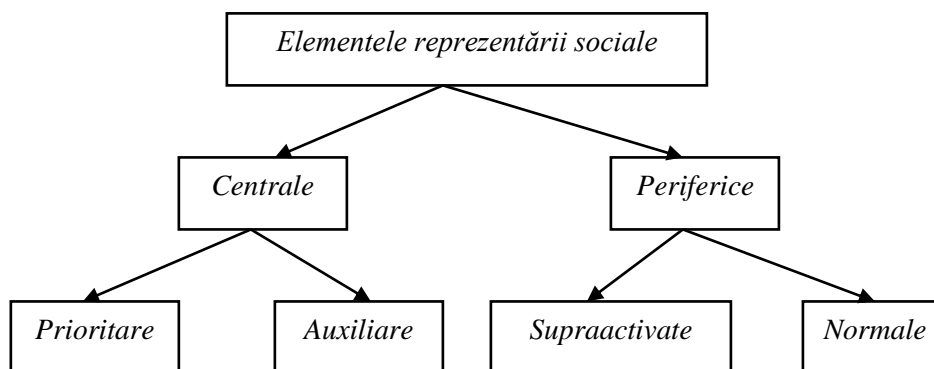 Elementele reprezentării sociale
Centrale
Periferice
Prioritare
Auxiliare
Supraactivate
Normale